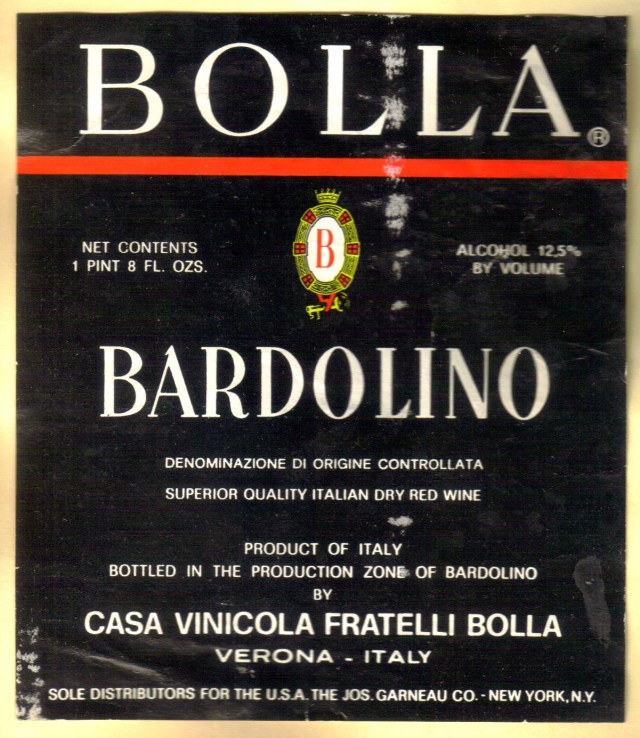 BOLLA®
NET CONTENTS
1 PINT 8 FL. OZS.
B
ALCOHOL 12,5%
BY VOLUME
BARDOLINO
DENOMINAZIONE DI ORIGINE CONTROLLATA
SUPERIOR QUALITY ITALIAN DRY RED WINE
PRODUCT OF ITALY
BOTTLED IN THE PRODUCTION ZONE OF BARDOLINO
BY
CASA VINICOLA FRATELLI BOLLA
VERONA - ITALY
SOLE DISTRIBUTORS FOR THE U.S.A. THE JOS. GARNEAU CO. - NEW YORK, N.Y.